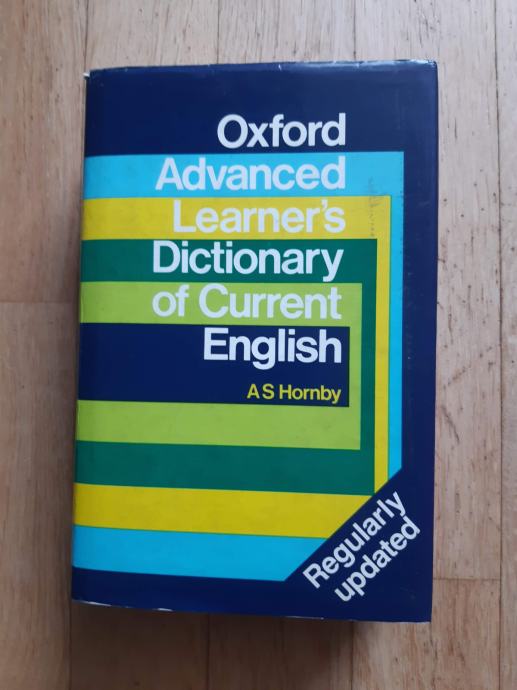 Oxford
Advanced
Learner's
Dictionary
of Current
English
A S Hornby
Regularly
updated